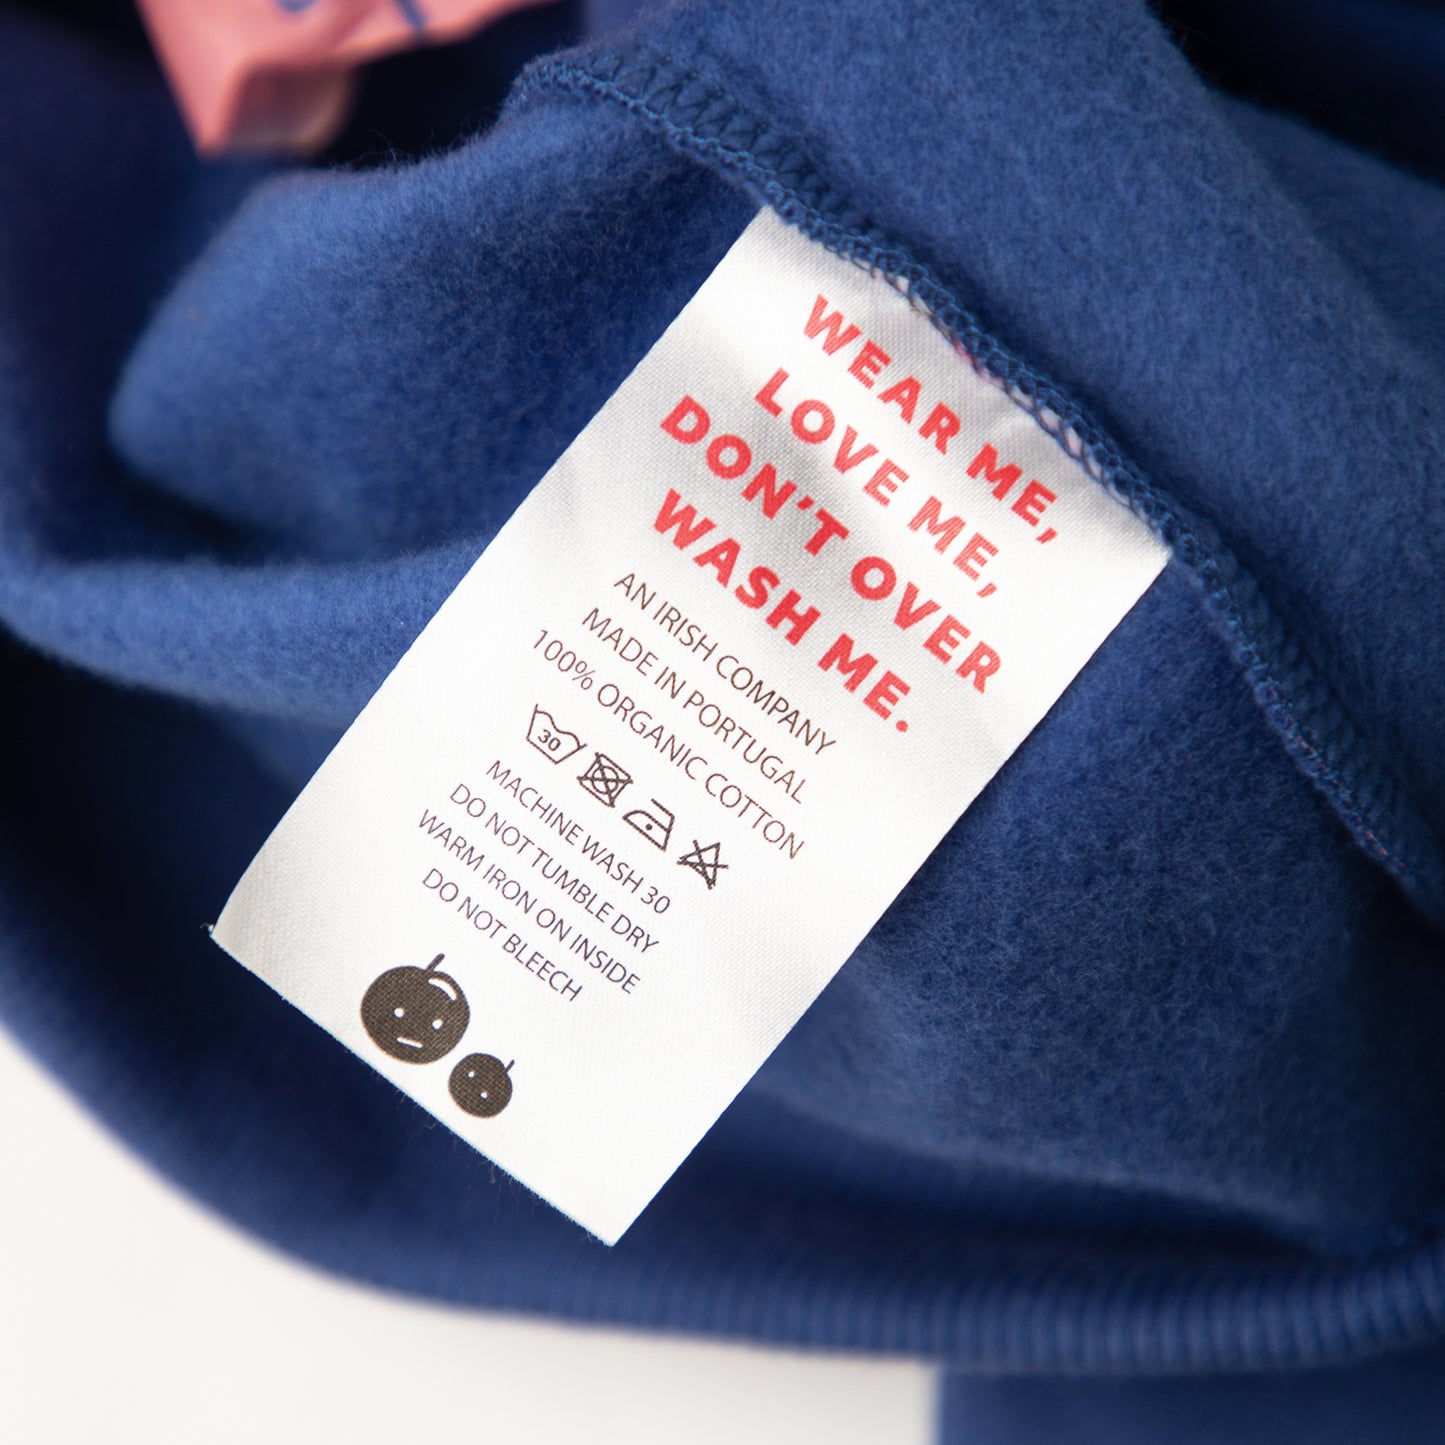 WEAR ME,
LOVE ME,
DON'T OVER
WASH ME.
AN IRISH COMPANY
MADE IN PORTUGAL
100% ORGANIC COTTON
30
MACHINE WASH 30
DO NOT TUMBLE DRY
WARM IRON ON INSIDE
DO NOT BLEECH